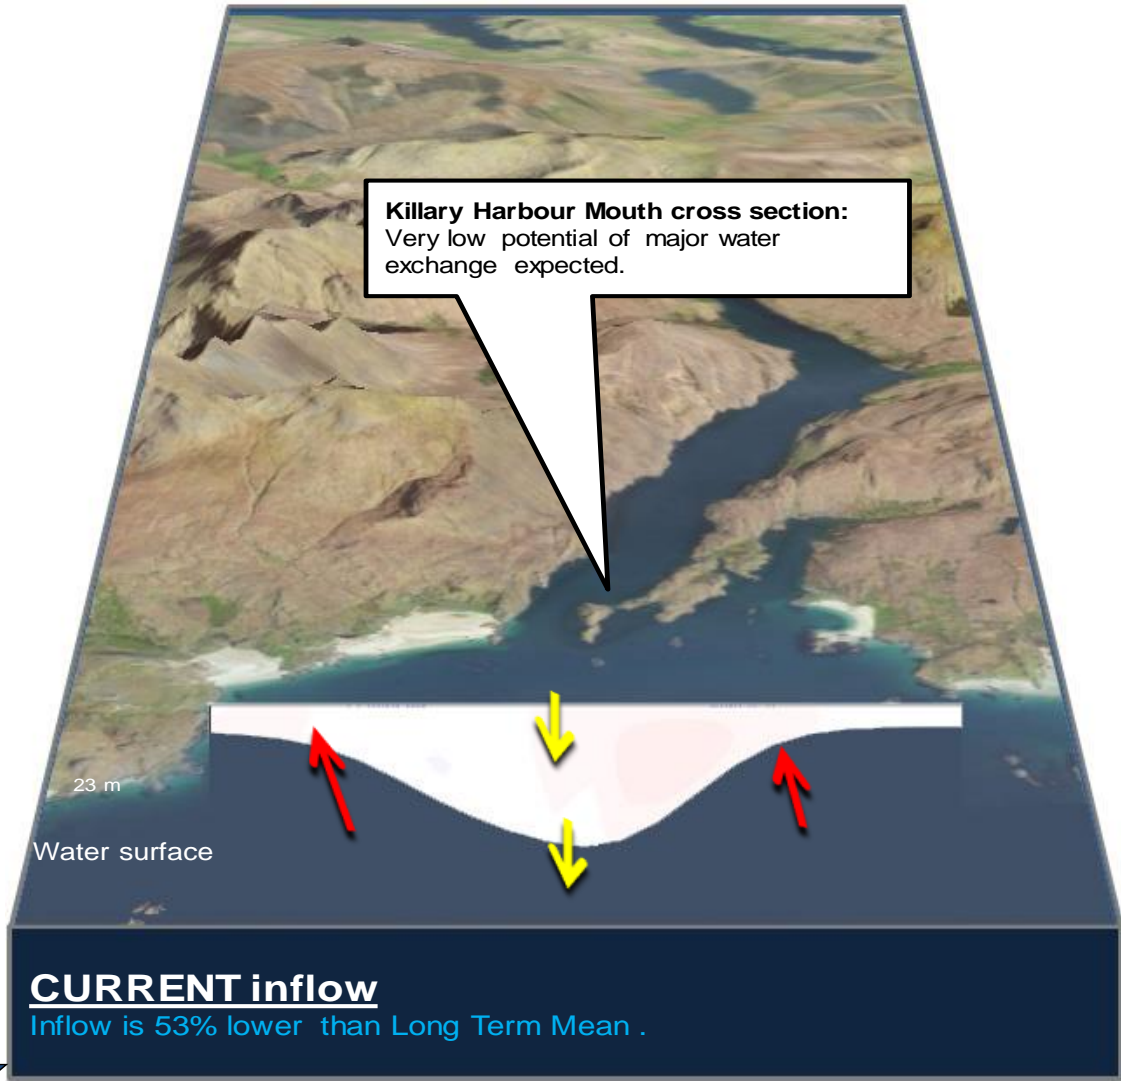 Killary Harbour Mouth cross section:
Very low potential of major water
exchange expected.
23 m
Water surface
CURRENT inflow
Inflow is 53% lower than Long Term Mean .